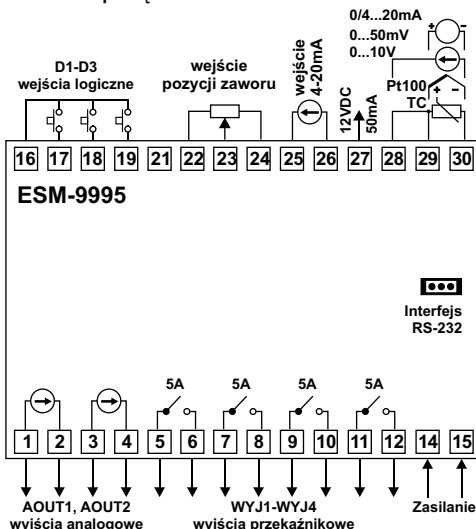 0/4...20mA
0...50mV
0...10V
D1-D3
wejścia logiczne
wejście
pozycji zaworu
wejście
4-20mA
12VDC
50mA
Pt100
TC
+ -
+ -
16 17 18 19 21 22 23 24 25 26 27 28 29 30
ESM-9995
Interfejs
RS-232
5A 5A 5A 5A
1 2 3 4 5 6 7 8 9 10 11 12 14 15
AOUT1, AOUT2
wyjścia analogowe
WYJ1-WYJ4
wyjścia przekaźnikowe
Zasilanie